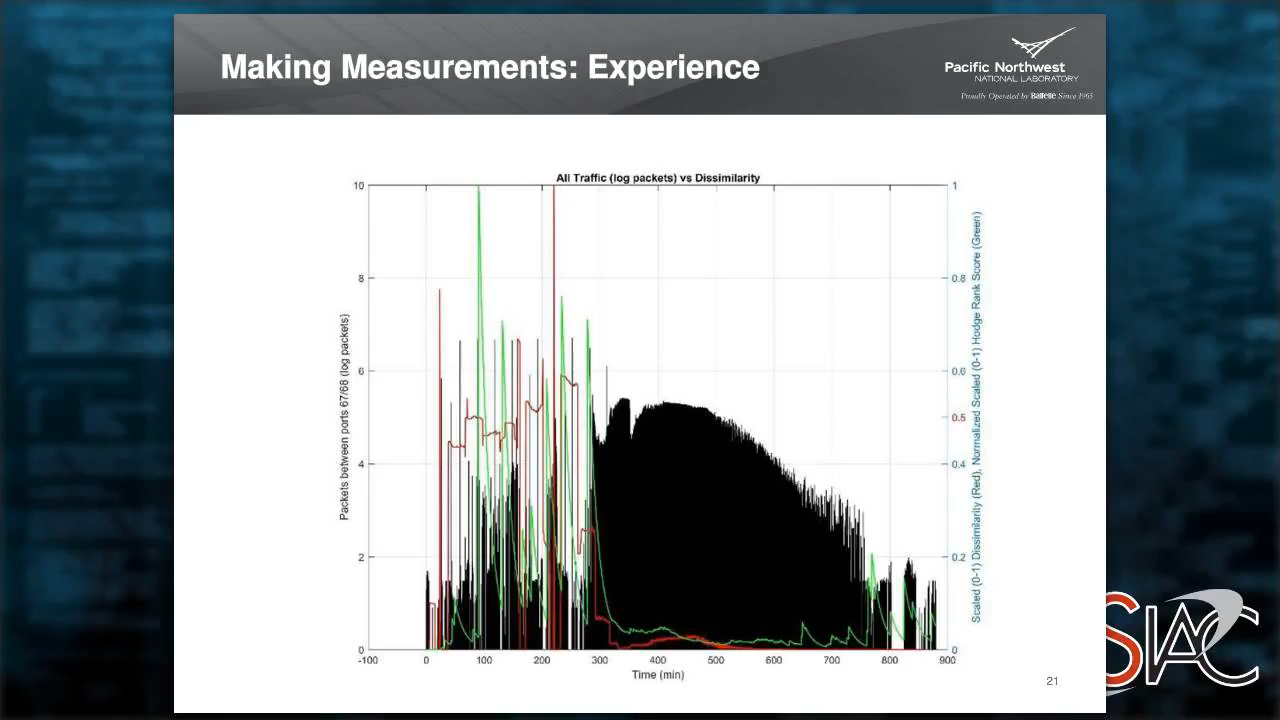 Making Measurements: Experience
Pacific Northwest
NATIONAL LABORATORY
Proudly Operated by Battelle Since 1965
All Traffic (log packets) vs Dissimilarity
10
8
6
4
2
0
Packets between ports 67/68 (log packets)
1
0.8
0.6
0.5
0.4
0.2
0
Scaled (0-1) Dissimilarity (Red), Normalized Scaled (0-1) Hodge Rank Score (Green)
-100 0 100 200 300 400 500 600 700 800 900
Time (min)
21
SIAC